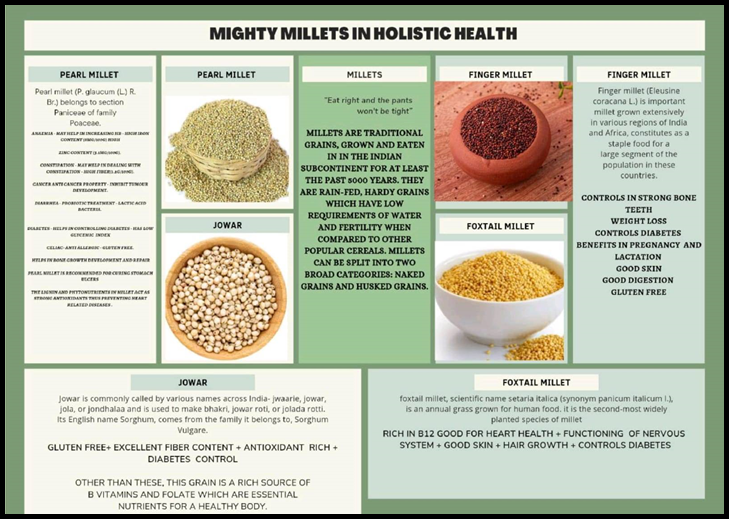 MIGHTY MILLETS IN HOLISTIC HEALTH
PEARL MILLET
Pearl millet (P. glaucum (L.) R.
Br.) belongs to section
Paniceae of family
Poaceae.
ANAEMIA - MAY HELP IN INCREASING HB - HIGH IRON
CONTENT
ZINC CONTENT
CONSTIPATION - MAY HELP IN DEALING WITH
CONSTIPATION - HIGH FIBER
CANCER ANTI CANCER PROPERTY - INHIBIT TUMOUR
DEVELOPMENT.
DIARRHEA - PROBIOTIC TREATMENT - LACTIC ACID
BACTERIA.
DIABETES - HELPS IN CONTROLLING DIABETES - HAS LOW
GLYCEMIC INDEX
CELIAC - ANTI ALLERGIC - GLUTEN FREE.
HELPS IN BONE GROWTH DEVELOPMENT AND REPAIR
PEARL MILLET IS RECOMMENDED FOR CURING STOMACH
ULCERS
THE LIGNIN AND PHYTONUTRIENTS IN MILLET ACT AS
STRONG ANTIOXIDANTS THUS PREVENTING HEART
RELATED DISEASES.
PEARL MILLET
JOWAR
MILLETS
"Eat right and the pants
won't be tight"
MILLETS ARE TRADITIONAL
GRAINS, GROWN AND EATEN
IN IN THE INDIAN
SUBCONTINENT FOR AT LEAST
THE PAST 5000 YEARS. THEY
ARE RAIN-FED, HARDY GRAINS
WHICH HAVE LOW
REQUIREMENTS OF WATER
AND FERTILITY WHEN
COMPARED TO OTHER
POPULAR CEREALS. MILLETS
CAN BE SPLIT INTO TWO
BROAD CATEGORIES: NAKED
GRAINS AND HUSKED GRAINS.
FINGER MILLET
FOXTAIL MILLET
FINGER MILLET
Finger millet (Eleusine
coracana L.) is important
millet grown extensively
in various regions of India
and Africa, constitutes as a
staple food for a
large segment of the
population in these
countries.
CONTROLS IN STRONG BONE
TEETH
WEIGHT LOSS
CONTROLS DIABETES
BENEFITS IN PREGNANCY AND
LACTATION
GOOD SKIN
GOOD DIGESTION
GLUTEN FREE
JOWAR
Jowar is commonly called by various names across India- jwaarie, jowar,
jola, or jondhalaa and is used to make bhakri, jowar roti, or jolada rotti.
Its English name Sorghum, comes from the family it belongs to, Sorghum
Vulgare.
GLUTEN FREE+ EXCELLENT FIBER CONTENT + ANTIOXIDANT RICH +
DIABETES CONTROL
OTHER THAN THESE, THIS GRAIN IS A RICH SOURCE OF
B VITAMINS AND FOLATE WHICH ARE ESSENTIAL
NUTRIENTS FOR A HEALTHY BODY.
FOXTAIL MILLET
foxtail millet, scientific name setaria italica (synonym panicum italicum l.),
is an annual grass grown for human food. it is the second-most widely
planted species of millet
RICH IN B12 GOOD FOR HEART HEALTH + FUNCTIONING OF NERVOUS
SYSTEM + GOOD SKIN + HAIR GROWTH + CONTROLS DIABETES